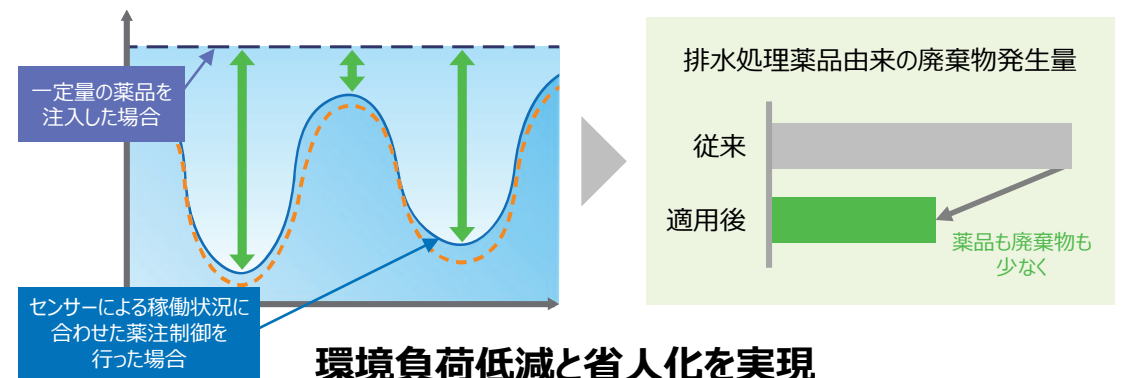 一定量の薬品を
注入した場合
センサーによる稼働状況に
合わせた薬注制御を
行った場合
排水処理薬品由来の廃棄物発生量
従来
適用後
薬品も廃棄物も
少なく
環境負荷低減と省人化を実現